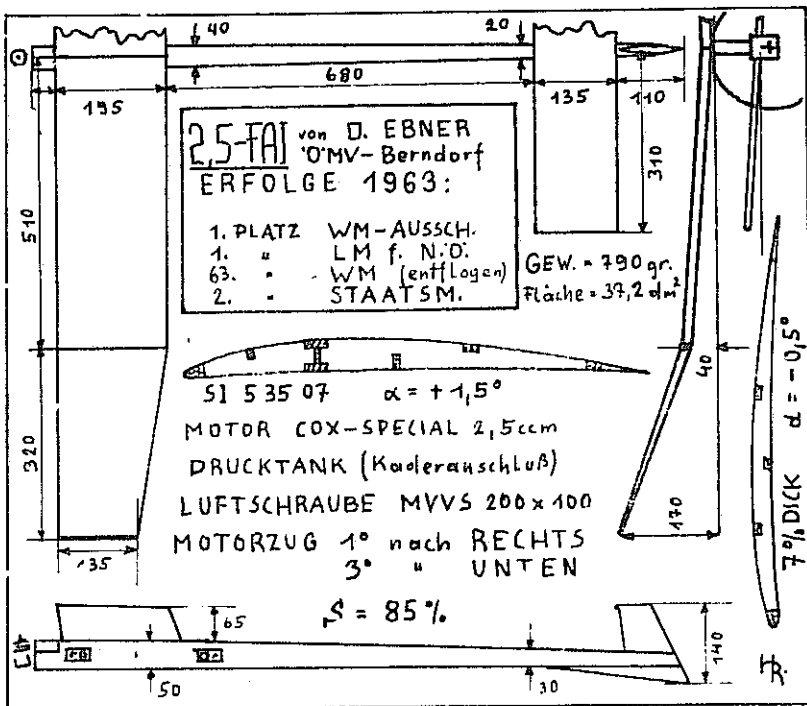 40
20
680
195
135
110
310
510
2,5-FAI von O. EBNER
ÖMV-Berndorf
ERFOLGE 1963:
1. PLATZ WM-AUSSCH.
1. " LM f. N.Ö.
63. " WM (entflogen)
2. " STAATSM.
GEW. = 790 gr.
Fläche = 37,2 dm²
SI 53507 α = +1,5°
MOTOR COX-SPECIAL 2,5ccm
DRUCKTANK (Kaderanschluß)
LUFTSCHRAUBE MVVS 200 x 100
MOTORZUG 1° nach RECHTS
3° " UNTEN
S = 85%
320
135
40
170
7% DICK α = -0,5°
65
140
50
30